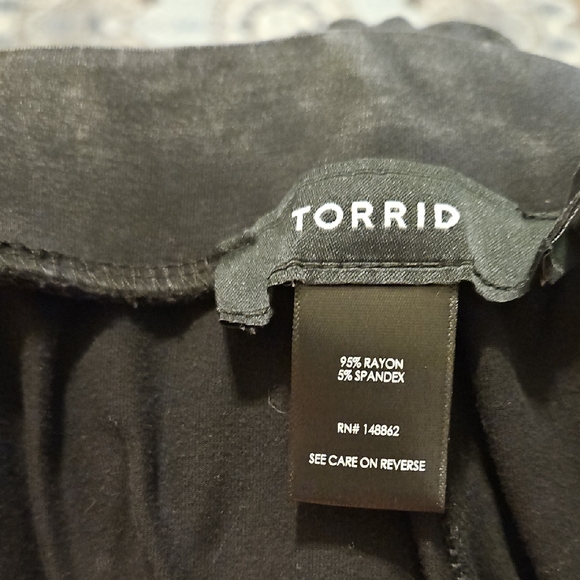 TORRID
95% RAYON
5% SPANDEX
RN# 148862
SEE CARE ON REVERSE